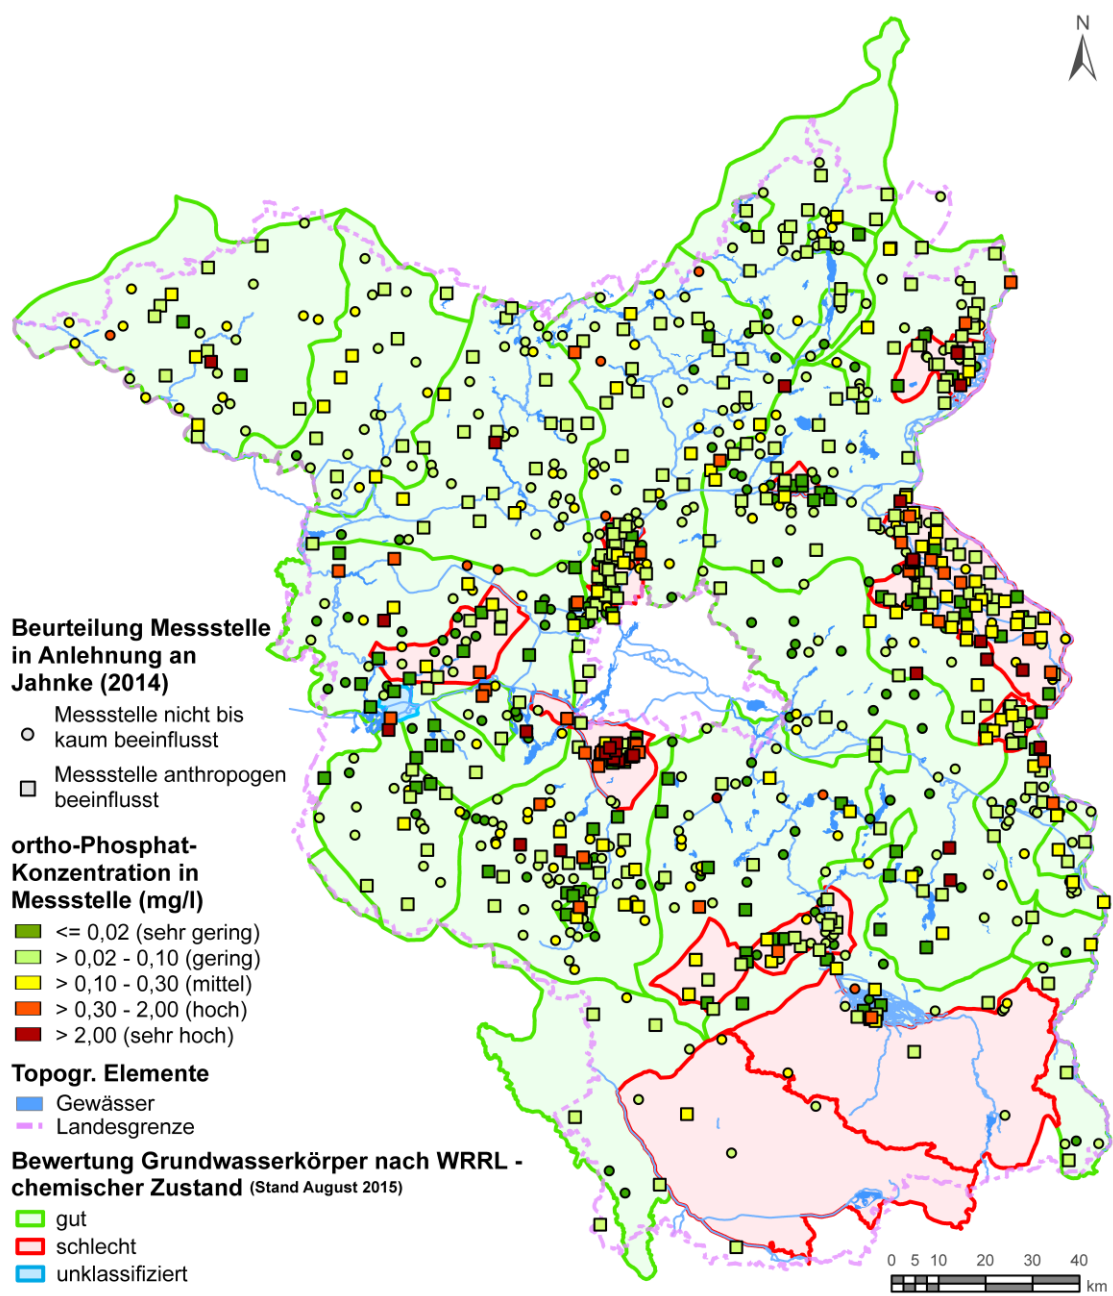 N
Beurteilung Messstelle
in Anlehnung an
Jahnke (2014)
Messstelle nicht bis
kaum beeinflusst
Messstelle anthropogen
beeinflusst
ortho-Phosphat-
Konzentration in
Messstelle (mg/l)
<= 0,02 (sehr gering)
> 0,02 - 0,10 (gering)
> 0,10 - 0,30 (mittel)
> 0,30 - 2,00 (hoch)
> 2,00 (sehr hoch)
Topogr. Elemente
Gewässer
Landesgrenze
Bewertung Grundwasserkörper nach WRRL -
chemischer Zustand (Stand August 2015)
gut
schlecht
unklassifiziert
0 5 10 20 30 40
km